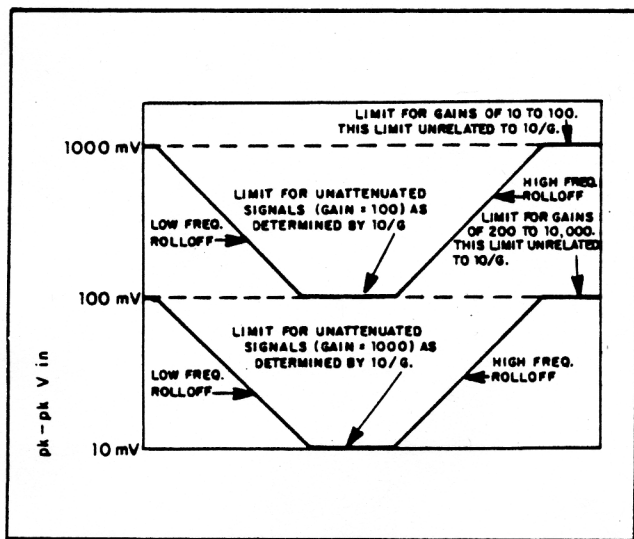 LIMIT FOR GAINS OF 10 TO 100.
THIS LIMIT UNRELATED TO 10/G.
1000 mV
LIMIT FOR UNATTENUATED
SIGNALS (GAIN = 100) AS
DETERMINED BY 10/G
LOW FREQ.
ROLLOFF
HIGH FREQ.
ROLLOFF
LIMIT FOR GAINS
OF 200 TO 10,000.
THIS LIMIT UNRELATED
TO 10/G.
100 mV
LIMIT FOR UNATTENUATED
SIGNALS (GAIN = 1000) AS
DETERMINED BY 10/G.
LOW FREQ.
ROLLOFF
HIGH FREQ.
ROLLOFF
10 mV
pk-pk V in